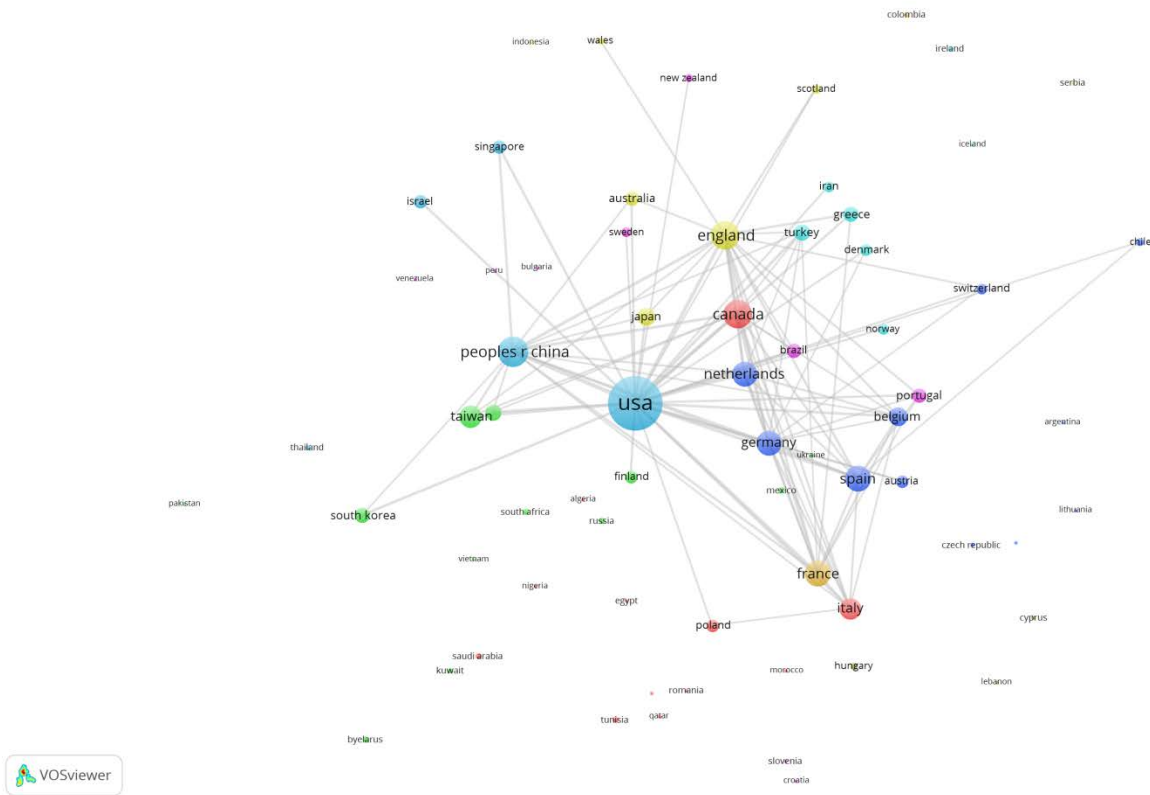 colombia
indonesia
wales
ireland
new zealand
serbia
scotland
iceland
singapore
iran
australia
israel
greece
sweden
turkey
england
denmark
chile
bulgaria
peru
venezuela
switzerland
canada
japan
norway
brazil
peoples r china
netherlands
portugal
usa
taiwan
belgium
argentina
germany
thailand
ukraine
finland
spain
austria
mexico
algeria
pakistan
south korea
south africa
russia
lithuania
czech republic
vietnam
france
nigeria
egypt
italy
cyprus
poland
saudi arabia
kuwait
morocco
hungary
lebanon
romania
tunisia
qatar
byelarus
slovenia
VOSviewer
croatia